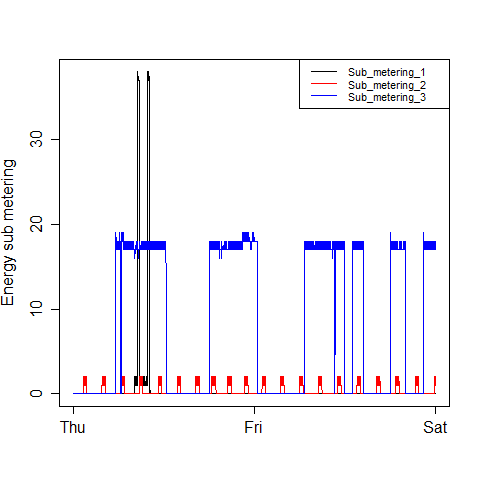 Sub_metering_1
Sub_metering_2
Sub_metering_3
Energy sub metering
30
20
10
0
Thu
Fri
Sat